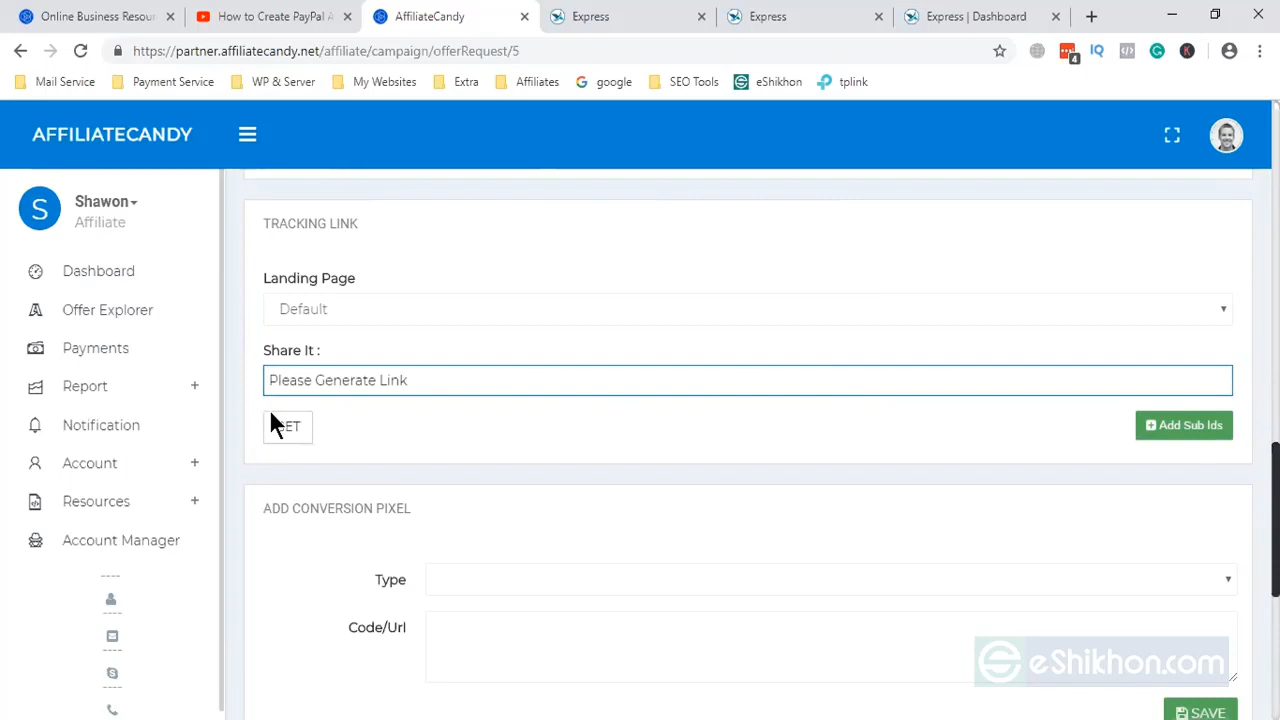 Online Business Resour
How to Create PayPal A
AffiliateCandy
Express
Express
Express | Dashboard
https://partner.affiliatecandy.net/affiliate/campaign/offerRequest/5
4
IQ
K
Mail Service
Payment Service
WP & Server
My Websites
Extra
Affiliates
google
SEO Tools
eShikhon
tplink
AFFILIATECANDY
S
Shawon
Affiliate
Dashboard
Offer Explorer
Payments
Report +
Notification
Account +
Resources +
Account Manager
TRACKING LINK
Landing Page
Default
Share It :
Please Generate Link
Add Sub Ids
ADD CONVERSION PIXEL
Type
Code/Url
eShikhon.com
SAVE